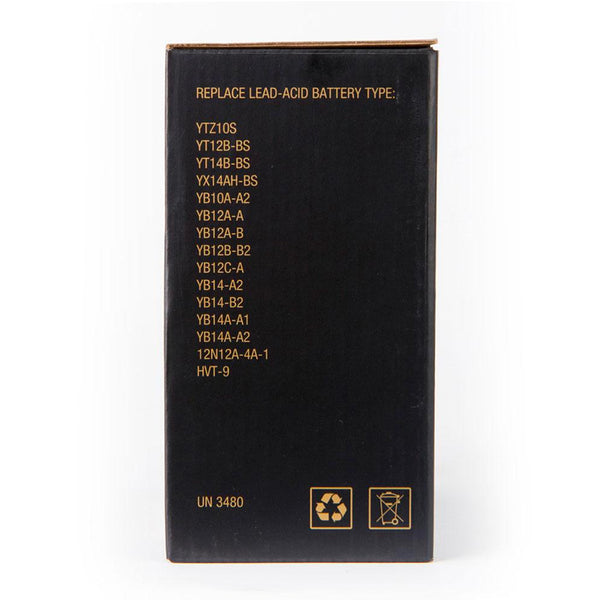 REPLACE LEAD-ACID BATTERY TYPE:
YTZ10S
YT12B-BS
YT14B-BS
YX14AH-BS
YB10A-A2
YB12A-A
YB12A-B
YB12B-B2
YB12C-A
YB14-A2
YB14-B2
YB14A-A1
YB14A-A2
12N12A-4A-1
HVT-9
UN 3480